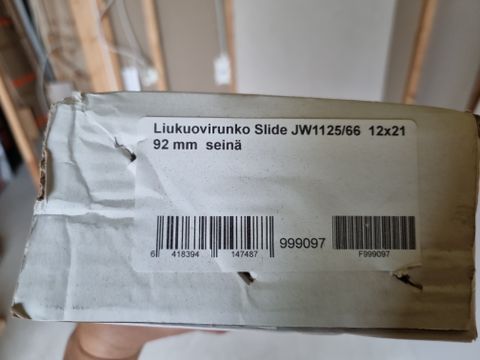 Liukuovirunko Slide JW1125/66 12x21
92 mm seinä
999097
6 418394 147487
F999097